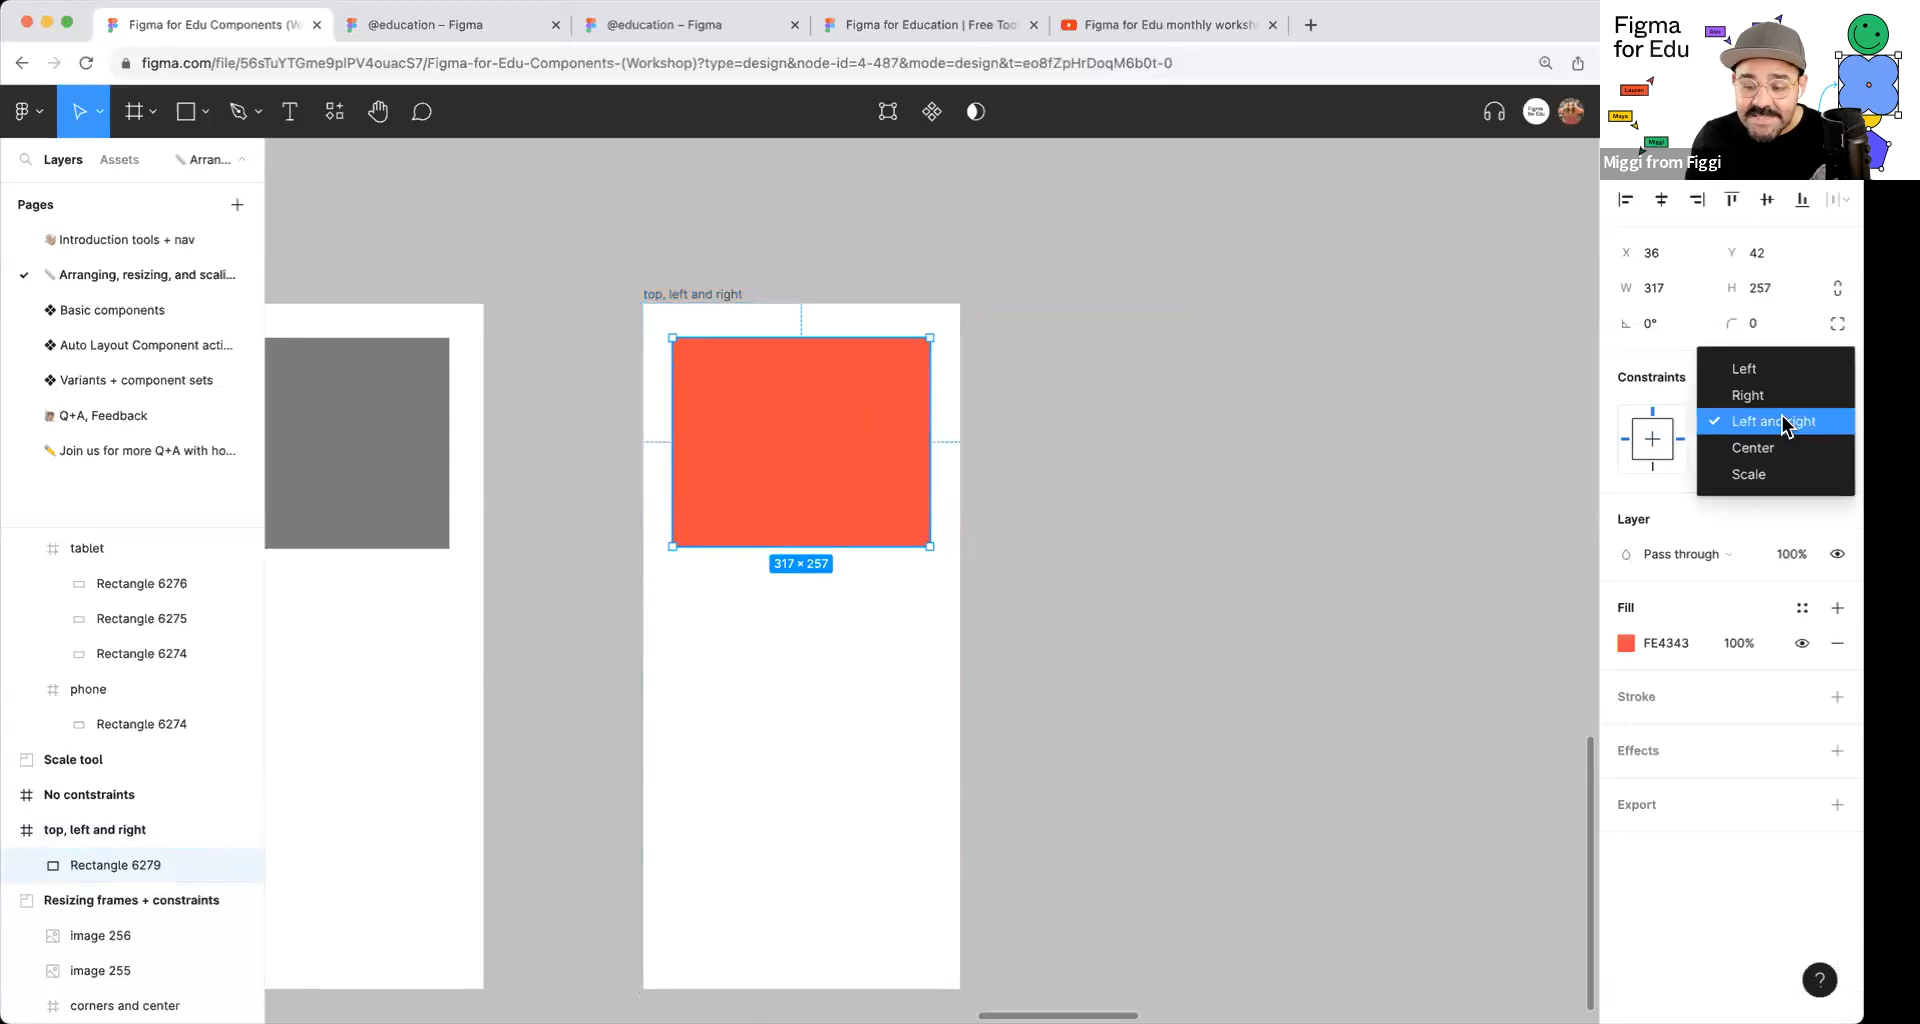 Figma for Edu Components (W
@education – Figma
@education – Figma
Figma for Education | Free Too
Figma for Edu monthly worksh
figma.com/file/56sTuYTGme9plPV4ouacS7/Figma-for-Edu-Components-(Workshop)?type=design&node-id=4-487&mode=design&t=eo8fZpHrDoqM6b0t-0
Figma
for Edu
Alex
Lauren
Maya
Miggi
Miggi from Figgi
Layers
Assets
Arran...
Pages
Introduction tools + nav
Arranging, resizing, and scali...
Basic components
Auto Layout Component acti...
Variants + component sets
Q+A, Feedback
Join us for more Q+A with ho...
tablet
Rectangle 6276
Rectangle 6275
Rectangle 6274
phone
Rectangle 6274
Scale tool
No contstraints
top, left and right
Rectangle 6279
Resizing frames + constraints
image 256
image 255
corners and center
top, left and right
317 × 257
X 36
Y 42
W 317
H 257
0°
0
Constraints
Left
Right
Left and right
Center
Scale
Layer
Pass through
100%
Fill
FE4343
100%
Stroke
Effects
Export
?